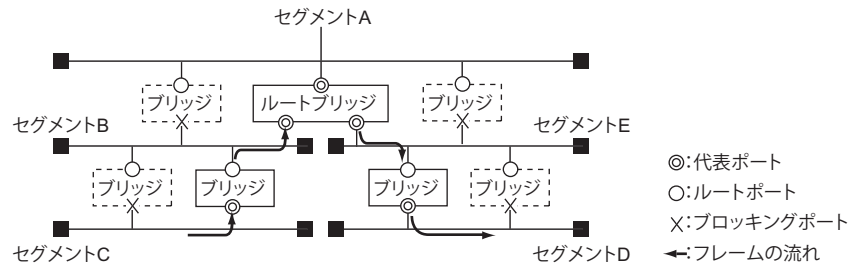 セグメントA
ブリッジ
ルートブリッジ
ブリッジ
セグメントB
セグメントE
ブリッジ
ブリッジ
ブリッジ
ブリッジ
セグメントC
セグメントD
◎:代表ポート
○:ルートポート
×:ブロッキングポート
←:フレームの流れ